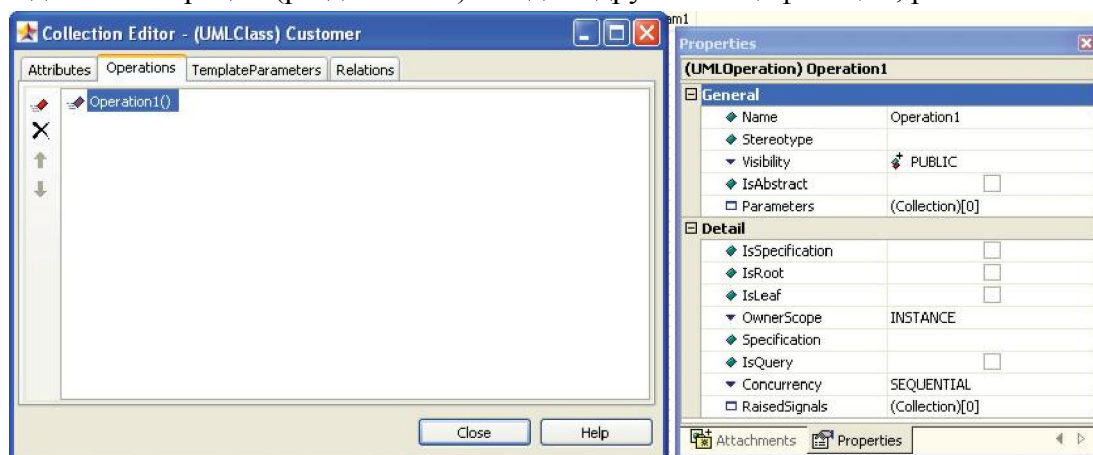 am1
Collection Editor - (UMLClass) Customer
Attributes Operations TemplateParameters Relations
Operation1()
Close Help
Properties
(UMLOperation) Operation1
General
Name Operation1
Stereotype
Visibility PUBLIC
IsAbstract
Parameters (Collection)[0]
Detail
IsSpecification
IsRoot
IsLeaf
OwnerScope INSTANCE
Specification
IsQuery
Concurrency SEQUENTIAL
RaisedSignals (Collection)[0]
Attachments Properties